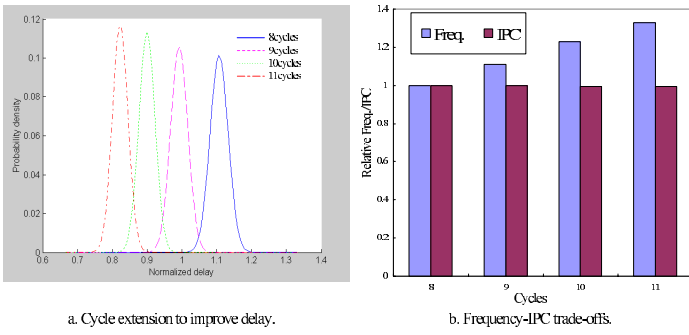 0.12
0.1
0.08
0.06
0.04
0.02
0
Probability density
8cycles
9cycles
10cycles
11cycles
0.6 0.7 0.8 0.9 1 1.1 1.2 1.3 1.4
Normalized delay
a. Cycle extension to improve delay.
1.4
1.2
1
0.8
0.6
0.4
0.2
0
Relative Freq./IPC
Freq. IPC
8 9 10 11
Cycles
b. Frequency-IPC trade-offs.